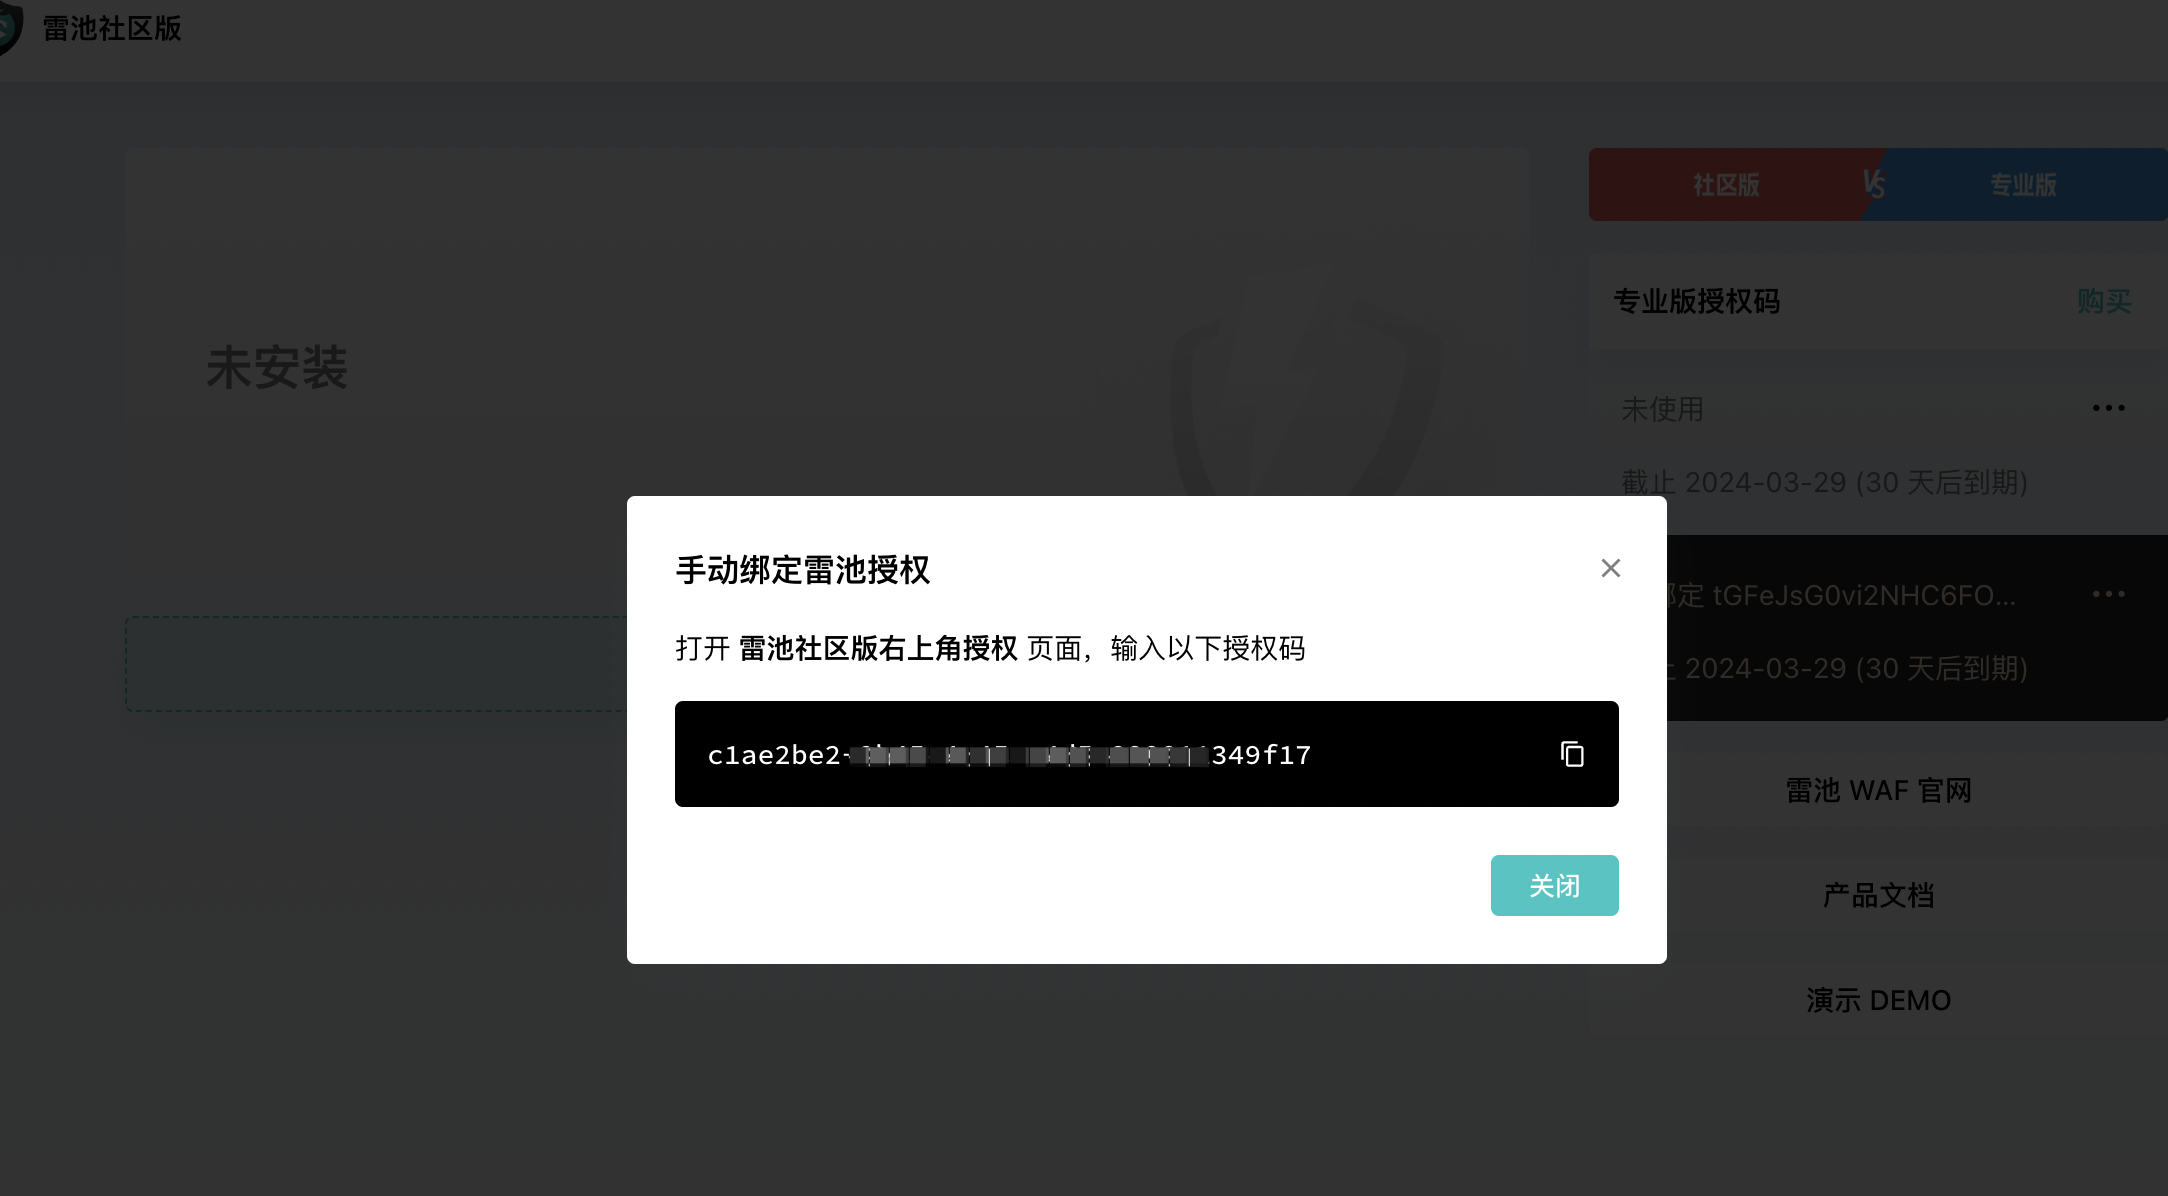 雷池社区版
未安装
社区版 VS 专业版
专业版授权码 购买
未使用
截止 2024-03-29 (30 天后到期)
定 tGFeJsG0vi2NHC6FO...
2024-03-29 (30 天后到期)
手动绑定雷池授权
打开 雷池社区版右上角授权 页面，输入以下授权码
c1ae2be2- 349f17
关闭
雷池 WAF 官网
产品文档
演示 DEMO